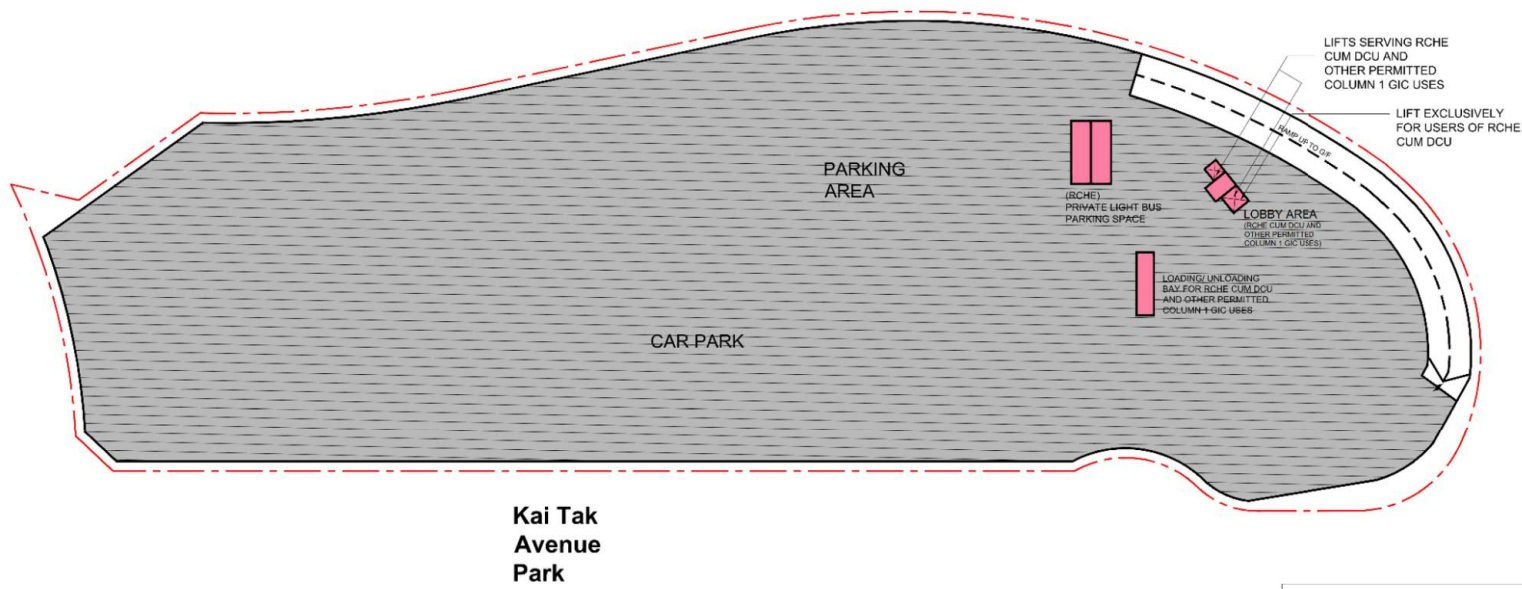 LIFTS SERVING RCHE
CUM DCU AND
OTHER PERMITTED
COLUMN 1 GIC USES
LIFT EXCLUSIVELY
FOR USERS OF RCHE
CUM DCU
RAMP UP TO G/F
PARKING
AREA
(RCHE)
PRIVATE LIGHT BUS
PARKING SPACE
LOBBY AREA
(RCHE CUM DCU AND
OTHER PERMITTED
COLUMN 1 GIC USES)
LOADING/ UNLOADING
BAY FOR RCHE CUM DCU
AND OTHER PERMITTED
COLUMN 1 GIC USES
CAR PARK
Kai Tak
Avenue
Park